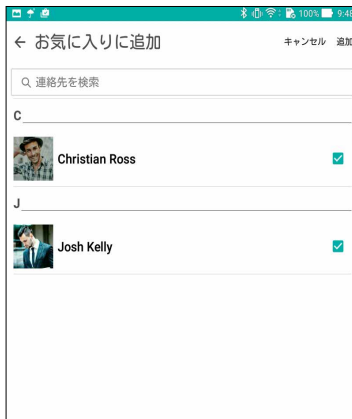 100% 9:48
← お気に入りに追加 キャンセル 追加
連絡先を検索
C
Christian Ross
J
Josh Kelly